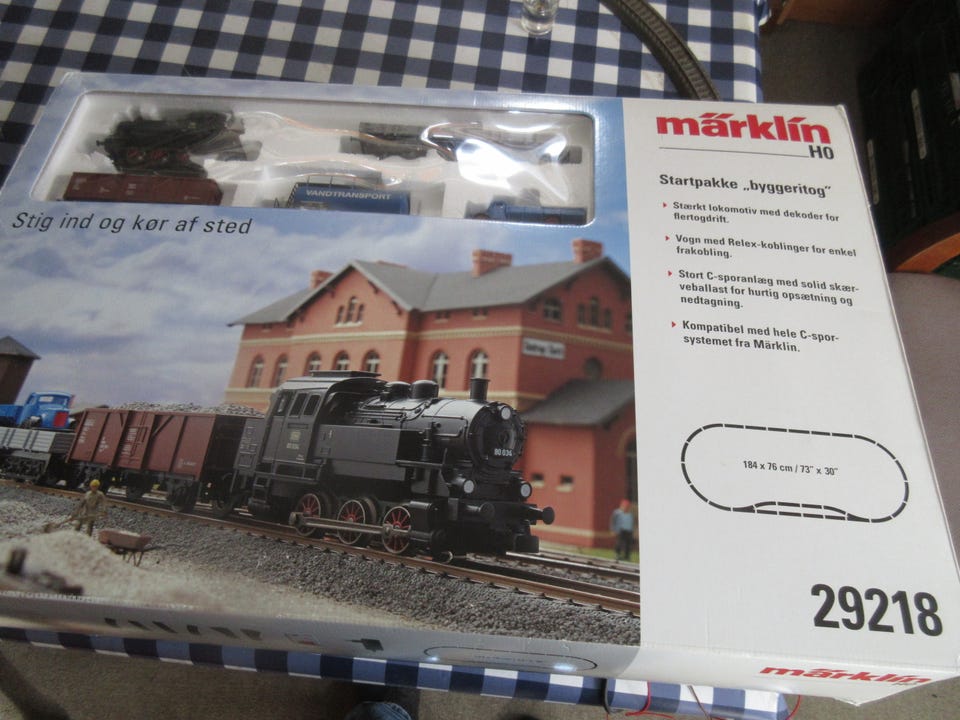 märklin
H0
Startpakke „byggeritog”
Stærkt lokomotiv med dekoder for
flertogdrift.
Vogn med Relex-koblinger for enkel
frakobling.
Stort C-sporanlæg med solid skær-
veballast for hurtig opsætning og
nedtagning.
Kompatibel med hele C-spor-
systemet fra Märklin.
184 x 76 cm / 73" x 30"
29218
VANDTRANSPORT
Stig ind og kør af sted
80 034
märklin